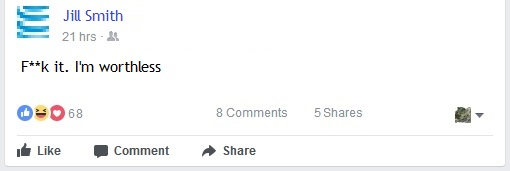 Jill Smith
21 hrs ·
F**k it. I'm worthless
68 8 Comments 5 Shares
Like Comment Share